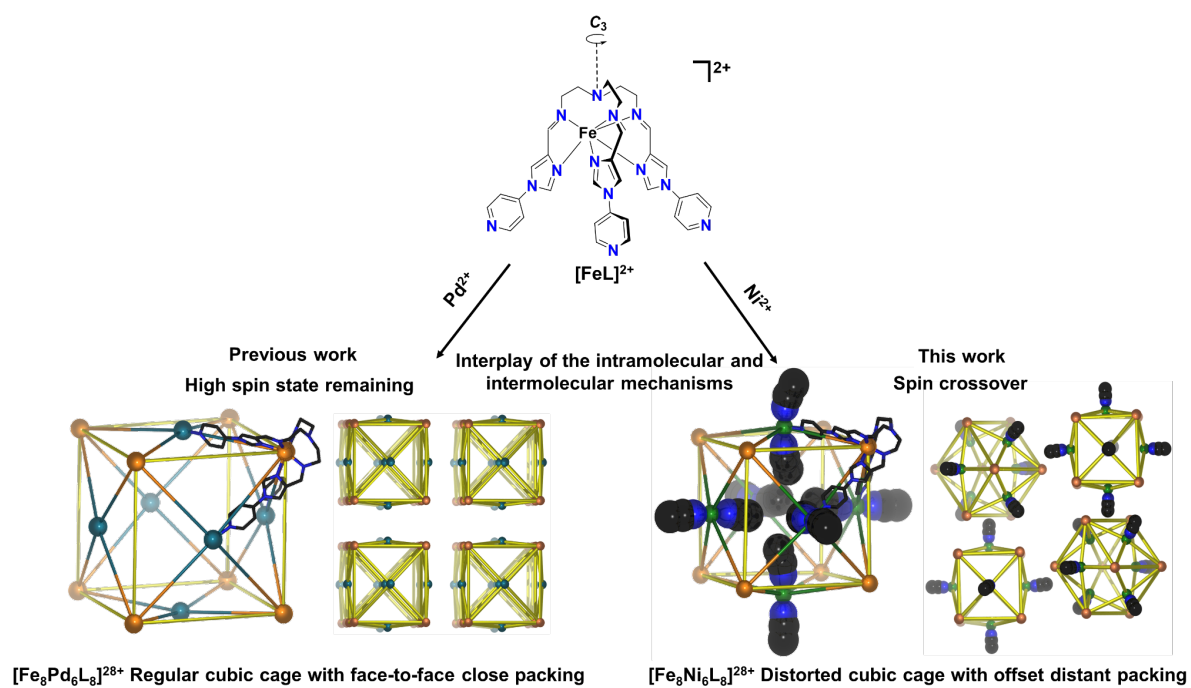 C3
]2+
N
N
N
N
Fe
N
N
N
N
N
N
N
N
N
[FeL]2+
Pd2+
Ni2+
Previous work
High spin state remaining
Interplay of the intramolecular and
intermolecular mechanisms
This work
Spin crossover
[Fe8Pd6L8]28+ Regular cubic cage with face-to-face close packing
[Fe8Ni6L8]28+ Distorted cubic cage with offset distant packing